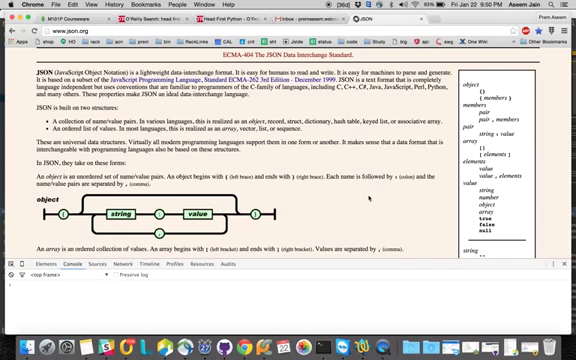 Chrome File Edit View History Bookmarks People Window Help
Fri Jan 22 9:50 PM Aseem Jain
M101P Courseware
O'Reilly Search: head first
Head First Python - O'Re
Inbox - premaseem.webd
JSON
Prem Aseem
www.json.org
Apps
shop
bank
bin
RackLinks
CAL
crit
sht
Jobs
status
code
Study
One Wiki
Other Bookmarks
ECMA-404 The JSON Data Interchange Standard.
JSON (JavaScript Object Notation) is a lightweight data-interchange format. It is easy for humans to read and write. It is easy for machines to parse and generate.
It is based on a subset of the JavaScript Programming Language, Standard ECMA-262 3rd Edition - December 1999. JSON is a text format that is completely
language independent but uses conventions that are familiar to programmers of the C-family of languages, including C, C++, C#, Java, JavaScript, Perl, Python,
and many others. These properties make JSON an ideal data-interchange language.
JSON is built on two structures:
• A collection of name/value pairs. In various languages, this is realized as an object, record, struct, dictionary, hash table, keyed list, or associative array.
• An ordered list of values. In most languages, this is realized as an array, vector, list, or sequence.
These are universal data structures. Virtually all modern programming languages support them in one form or another. It makes sense that a data format that is
interchangeable with programming languages also be based on these structures.
In JSON, they take on these forms:
An object is an unordered set of name/value pairs. An object begins with { (left brace) and ends with } (right brace). Each name is followed by : (colon) and the
name/value pairs are separated by , (comma).
object
{ string : value }
,
An array is an ordered collection of values. An array begins with [ (left bracket) and ends with ] (right bracket). Values are separated by , (comma).
object
{}
{ members }
members
pair
pair , members
pair
string : value
array
[]
[ elements ]
elements
value
value , elements
value
string
number
object
array
true
false
null
string
""
Elements Console Sources Network Timeline Profiles Resources Audits
<top frame> Preserve log
>